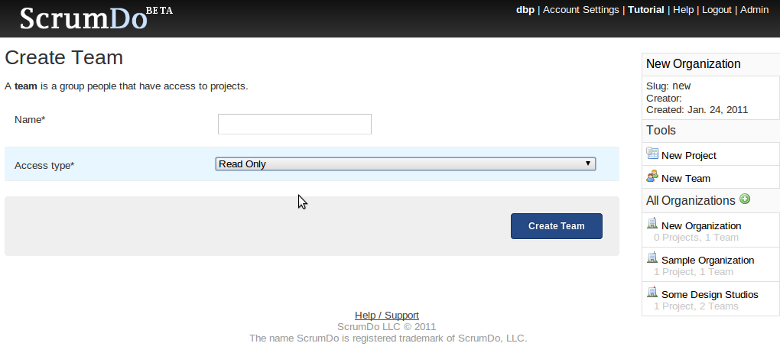 ScrumDo BETA
dbp | Account Settings | Tutorial | Help | Logout | Admin
Create Team
A team is a group people that have access to projects.
Name*
Access type*
Read Only
Create Team
New Organization
Slug: new
Creator:
Created: Jan. 24, 2011
Tools
New Project
New Team
All Organizations
New Organization
0 Projects, 1 Team
Sample Organization
1 Project, 1 Team
Some Design Studios
1 Project, 2 Teams
Help / Support
ScrumDo LLC © 2011
The name ScrumDo is registered trademark of ScrumDo, LLC.